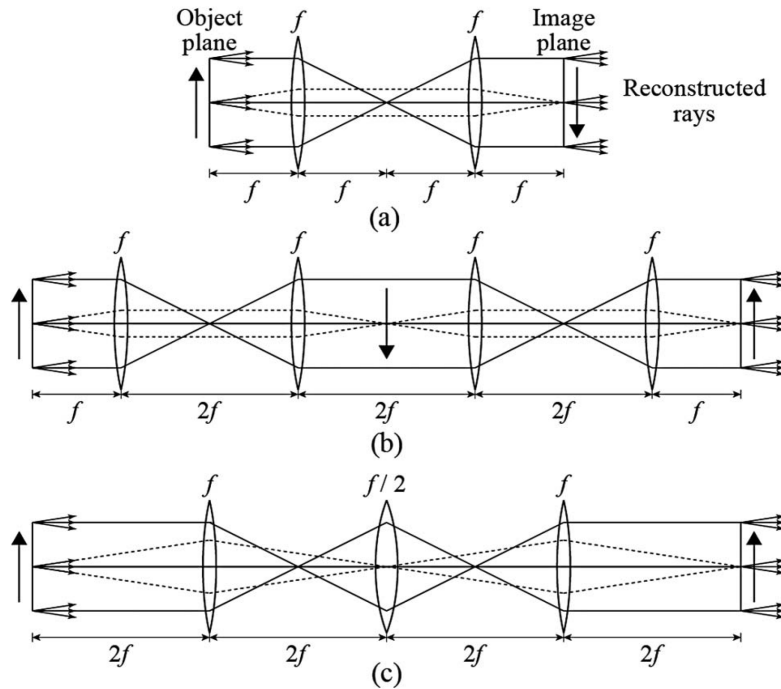 Object plane
f
f
Image plane
Reconstructed rays
f
f
f
f
(a)
f
f
f
f
f
2f
2f
2f
f
(b)
f
f / 2
f
2f
2f
2f
2f
(c)